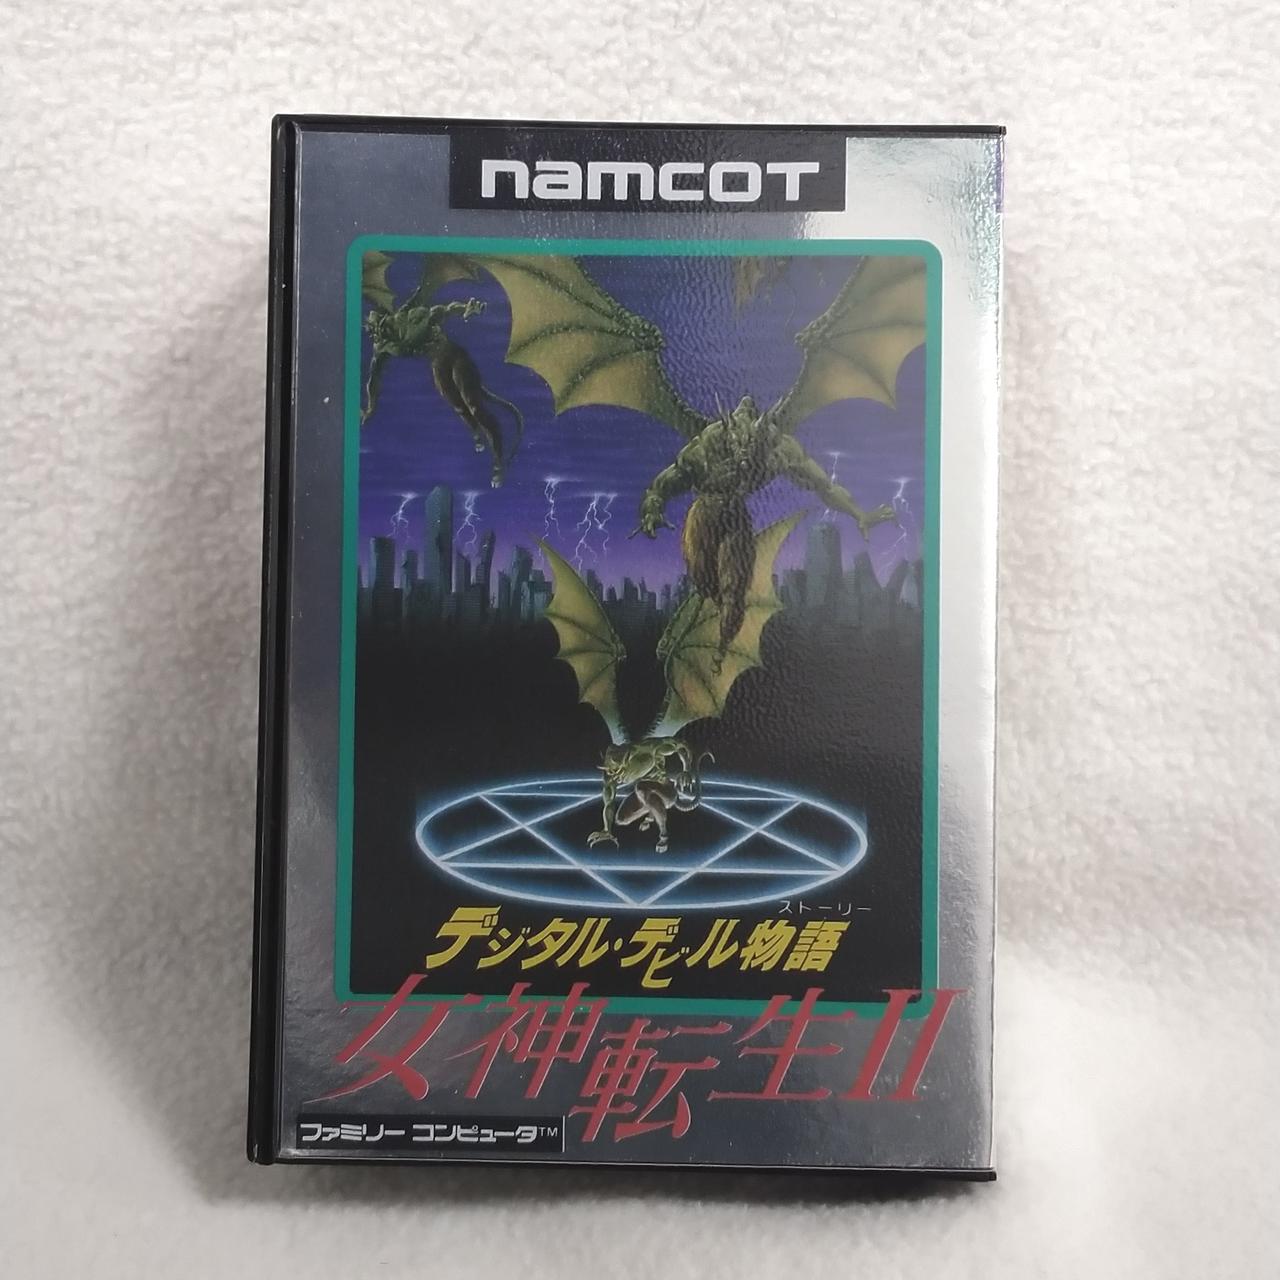 namcot
ストーリー
デジタル・デビル物語
女神転生II
ファミリー コンピュータ™